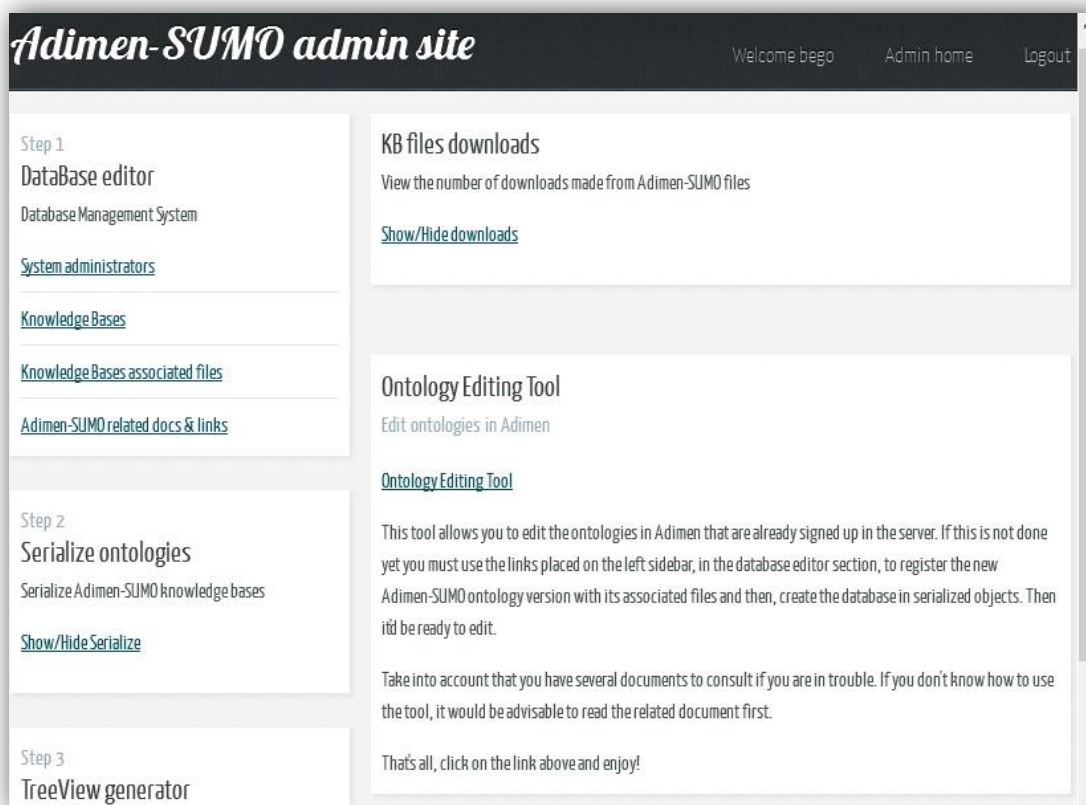 Adimen-SUMO admin site
Welcome bego
Admin home
Logout
Step 1
DataBase editor
Database Management System
System administrators
Knowledge Bases
Knowledge Bases associated files
Adimen-SUMO related docs & links
Step 2
Serialize ontologies
Serialize Adimen-SUMO knowledge bases
Show/Hide Serialize
Step 3
TreeView generator
KB files downloads
View the number of downloads made from Adimen-SUMO files
Show/Hide downloads
Ontology Editing Tool
Edit ontologies in Adimen
Ontology Editing Tool
This tool allows you to edit the ontologies in Adimen that are already signed up in the server. If this is not done
yet you must use the links placed on the left sidebar, in the database editor section, to register the new
Adimen-SUMO ontology version with its associated files and then, create the database in serialized objects. Then
it'd be ready to edit.
Take into account that you have several documents to consult if you are in trouble. If you don't know how to use
the tool, it would be advisable to read the related document first.
That's all, click on the link above and enjoy!